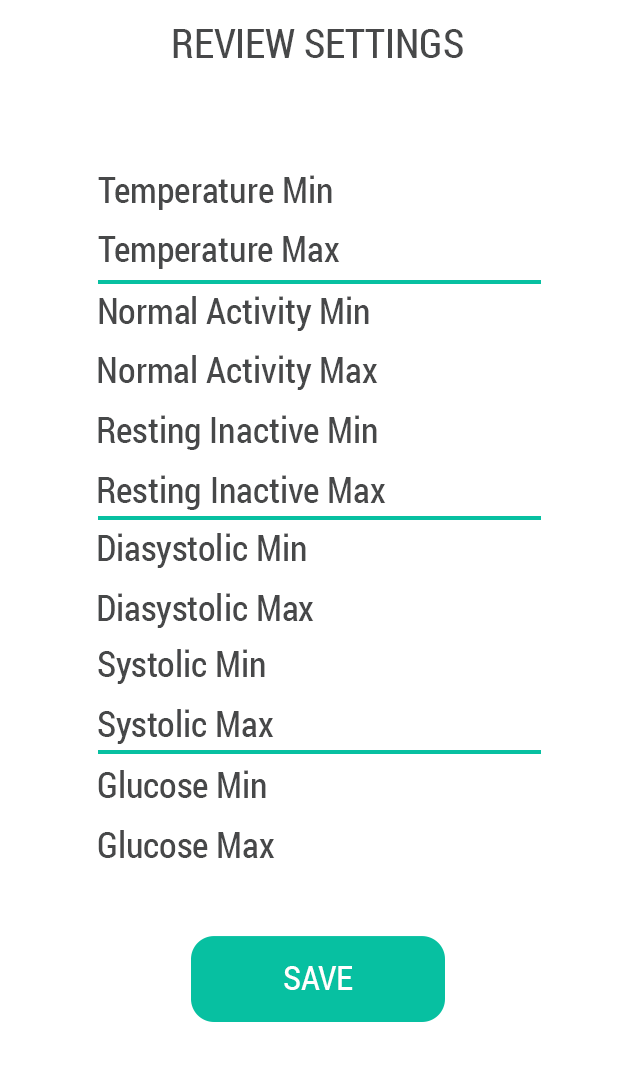 REVIEW SETTINGS
Temperature Min
Temperature Max
Normal Activity Min
Normal Activity Max
Resting Inactive Min
Resting Inactive Max
Diasystolic Min
Diasystolic Max
Systolic Min
Systolic Max
Glucose Min
Glucose Max
SAVE